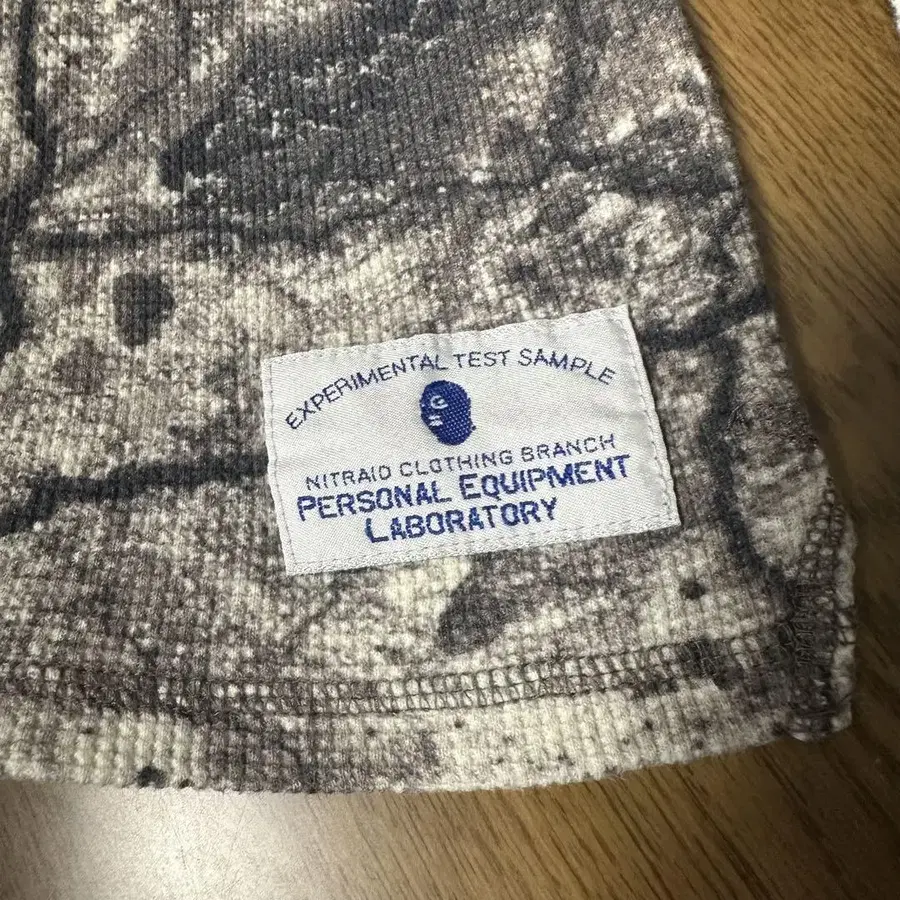 EXPERIMENTAL TEST SAMPLE
NITRAID CLOTHING BRANCH
PERSONAL EQUIPMENT
LABORATORY